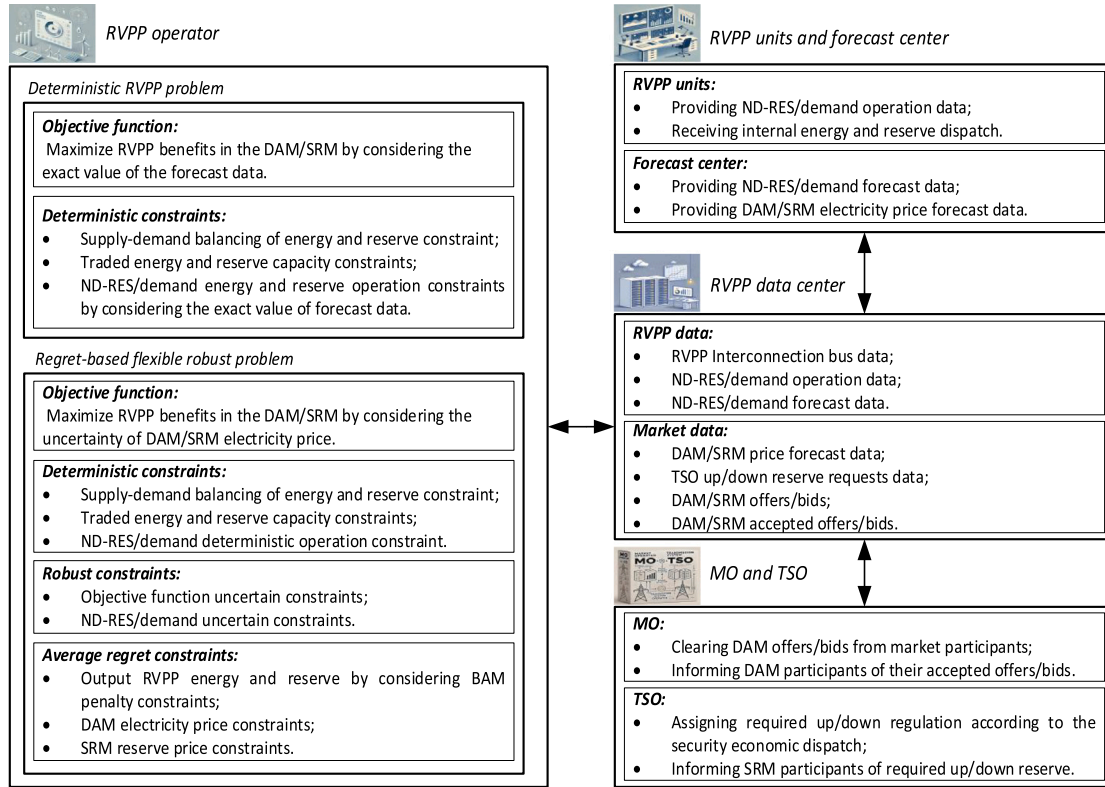 RVPP operator
Deterministic RVPP problem
Objective function:
Maximize RVPP benefits in the DAM/SRM by considering the
exact value of the forecast data.
Deterministic constraints:
• Supply-demand balancing of energy and reserve constraint;
• Traded energy and reserve capacity constraints;
• ND-RES/demand energy and reserve operation constraints
by considering the exact value of forecast data.
Regret-based flexible robust problem
Objective function:
Maximize RVPP benefits in the DAM/SRM by considering the
uncertainty of DAM/SRM electricity price.
Deterministic constraints:
• Supply-demand balancing of energy and reserve constraint;
• Traded energy and reserve capacity constraints;
• ND-RES/demand deterministic operation constraint.
Robust constraints:
• Objective function uncertain constraints;
• ND-RES/demand uncertain constraints.
Average regret constraints:
• Output RVPP energy and reserve by considering BAM
penalty constraints;
• DAM electricity price constraints;
• SRM reserve price constraints.
RVPP units and forecast center
RVPP units:
• Providing ND-RES/demand operation data;
• Receiving internal energy and reserve dispatch.
Forecast center:
• Providing ND-RES/demand forecast data;
• Providing DAM/SRM electricity price forecast data.
RVPP data center
RVPP data:
• RVPP Interconnection bus data;
• ND-RES/demand operation data;
• ND-RES/demand forecast data.
Market data:
• DAM/SRM price forecast data;
• TSO up/down reserve requests data;
• DAM/SRM offers/bids;
• DAM/SRM accepted offers/bids.
MO TSO
MO and TSO
MO:
• Clearing DAM offers/bids from market participants;
• Informing DAM participants of their accepted offers/bids.
TSO:
• Assigning required up/down regulation according to the
security economic dispatch;
• Informing SRM participants of required up/down reserve.